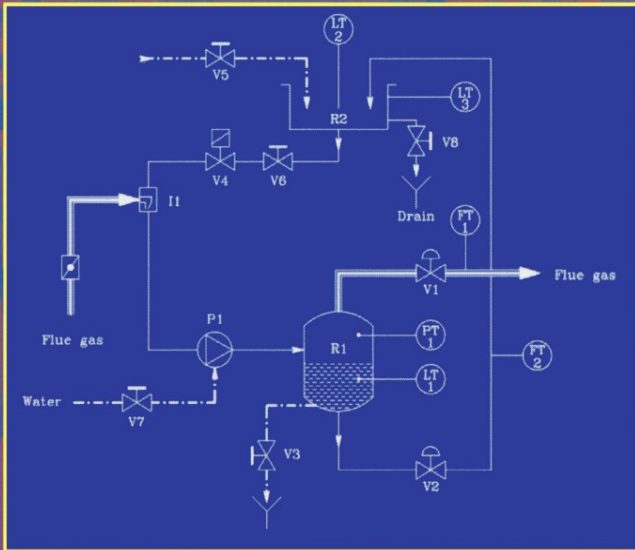 LT
2
V5
R2
LT
3
V4
V6
V8
I1
Drain
FT
1
V1
Flue gas
Flue gas
P1
R1
PT
1
FT
2
LT
1
Water
V7
V3
V2